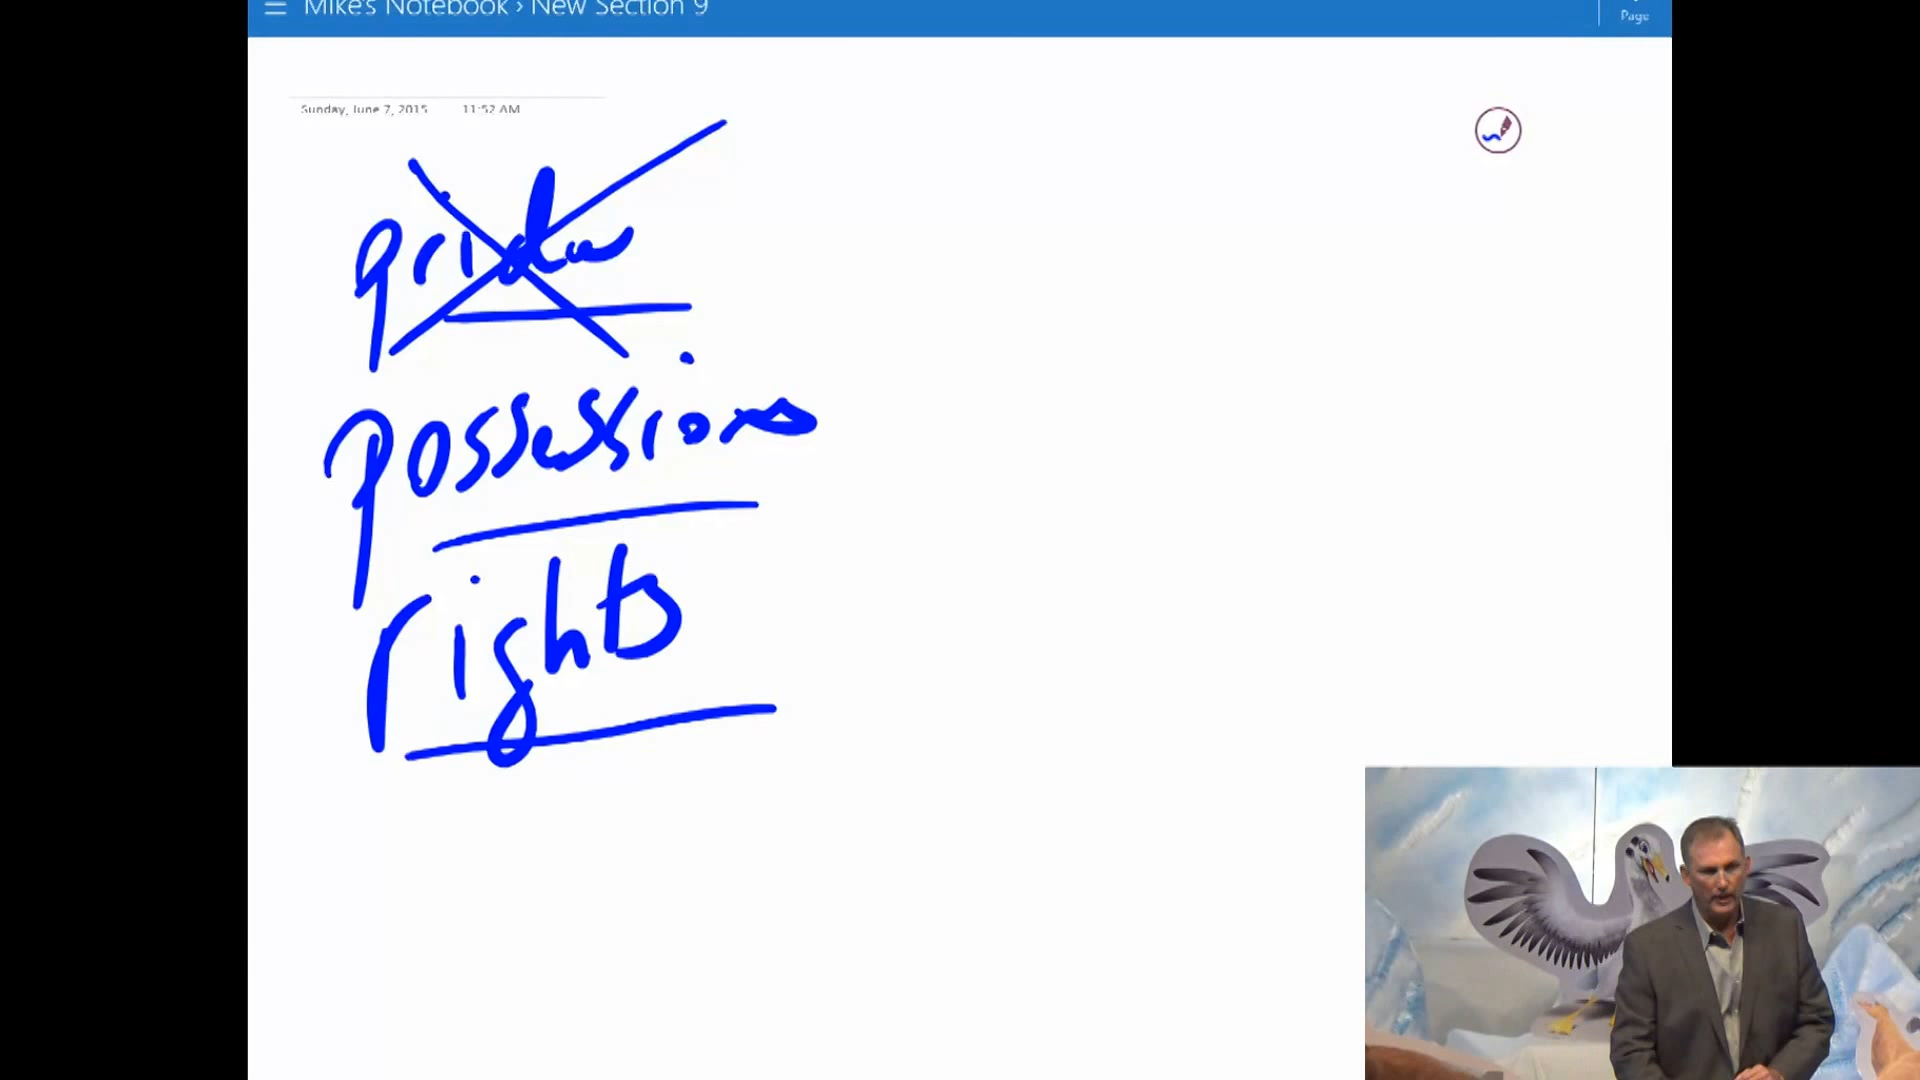 Mike's Notebook › New Section 9
Page
Sunday, June 7, 2015 11:52 AM
pride
possessions
rights